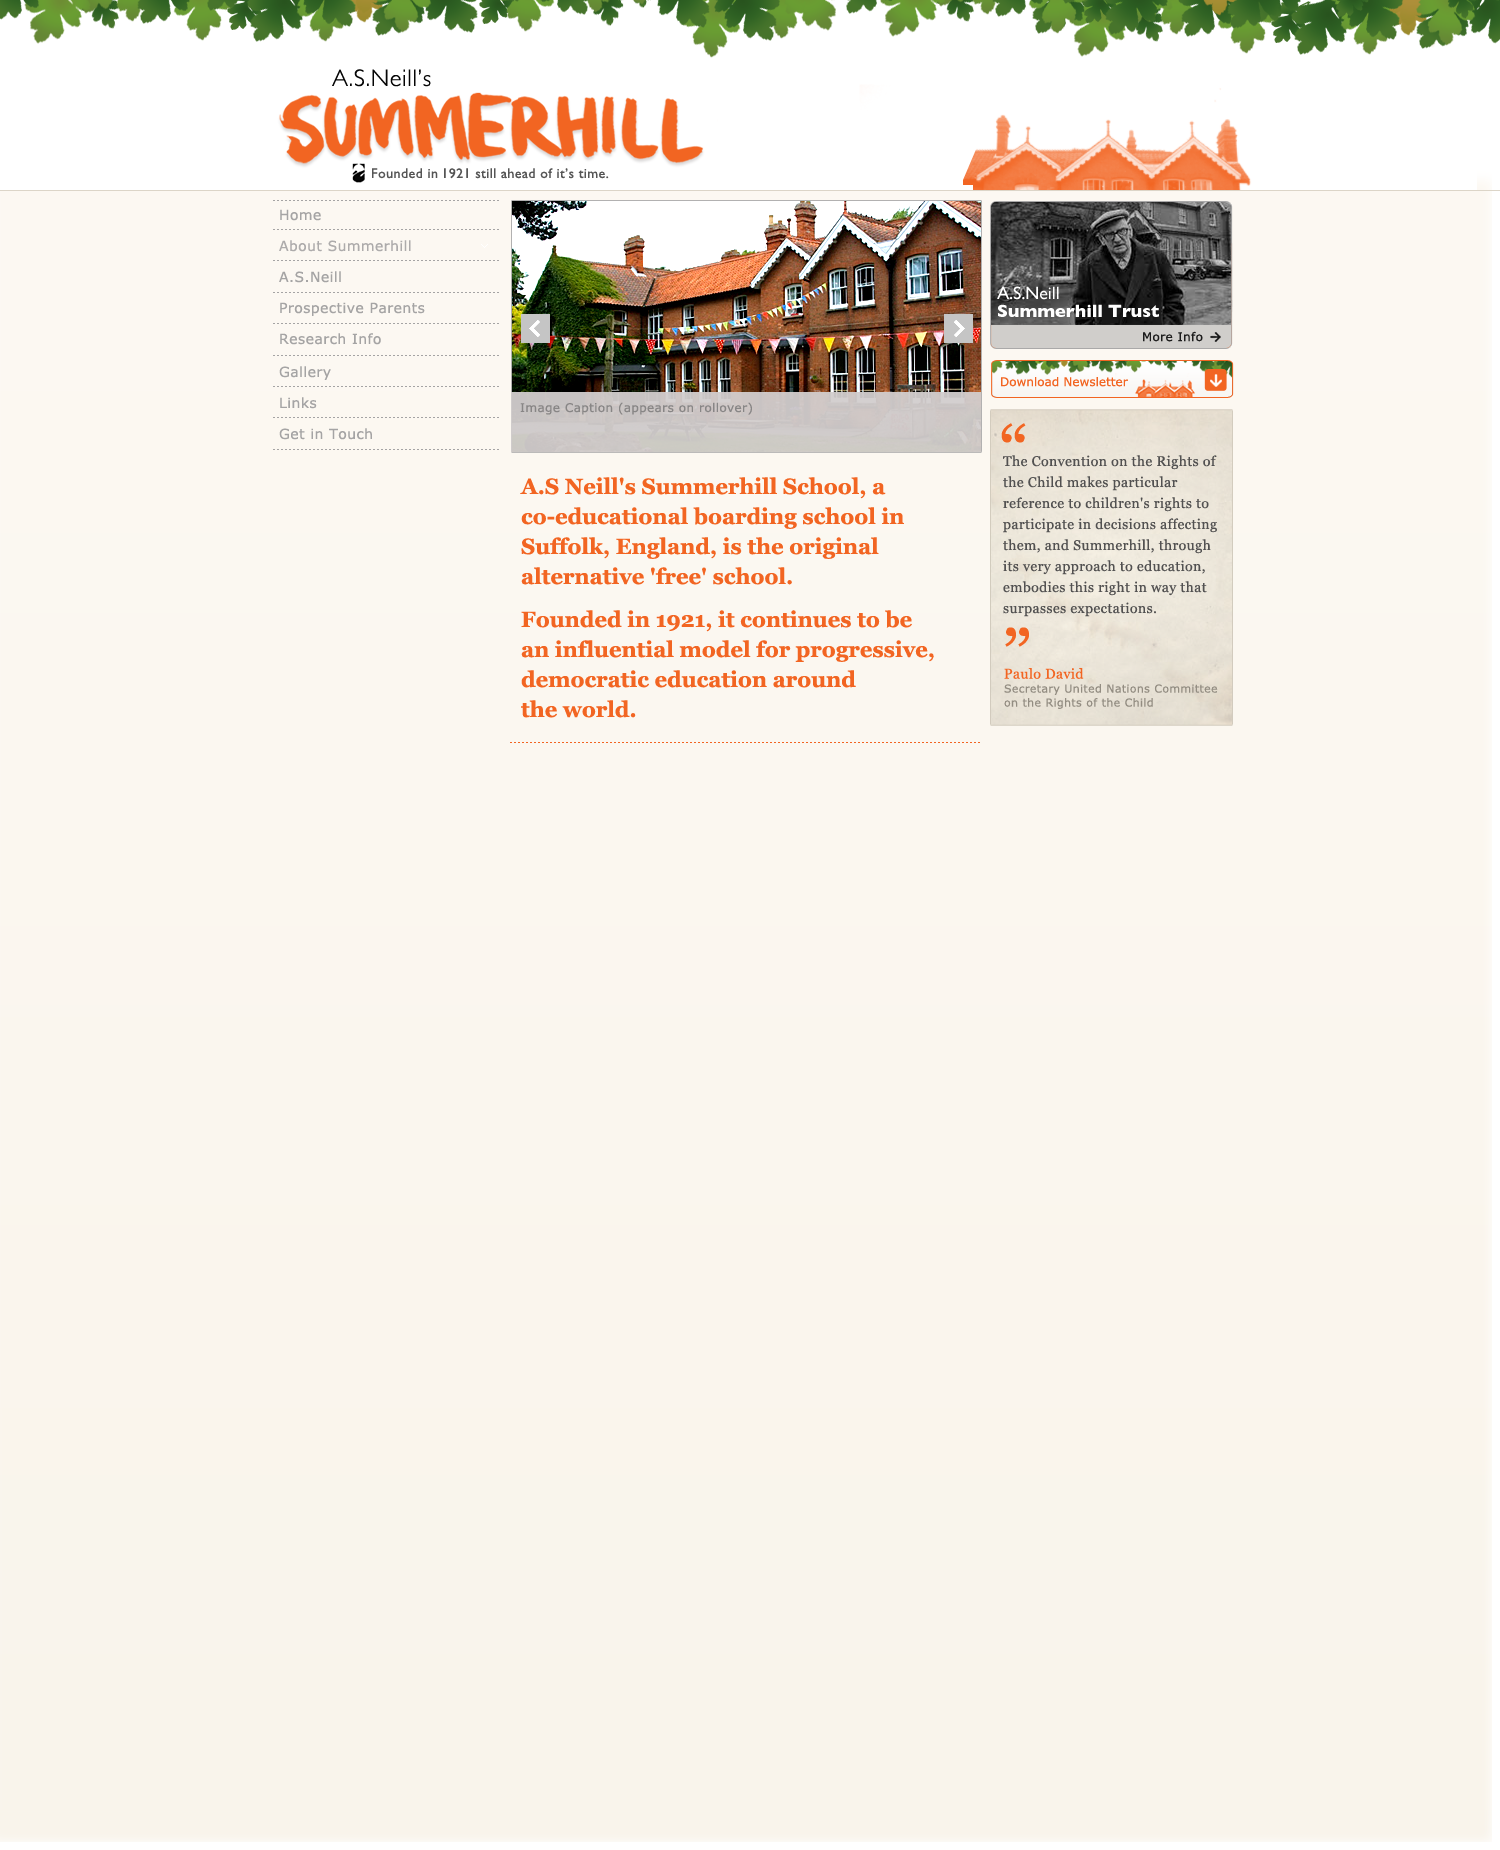 A.S.Neill's
SUMMERHILL
Founded in 1921 still ahead of it's time.
Home
About Summerhill
A.S.Neill
Prospective Parents
Research Info
Gallery
Links
Get in Touch
Image Caption (appears on rollover)
A.S Neill's Summerhill School, a
co-educational boarding school in
Suffolk, England, is the original
alternative 'free' school.
Founded in 1921, it continues to be
an influential model for progressive,
democratic education around
the world.
A.S.Neill
Summerhill Trust
More Info →
Download Newsletter
“
The Convention on the Rights of
the Child makes particular
reference to children's rights to
participate in decisions affecting
them, and Summerhill, through
its very approach to education,
embodies this right in way that
surpasses expectations.
”
Paulo David
Secretary United Nations Committee
on the Rights of the Child